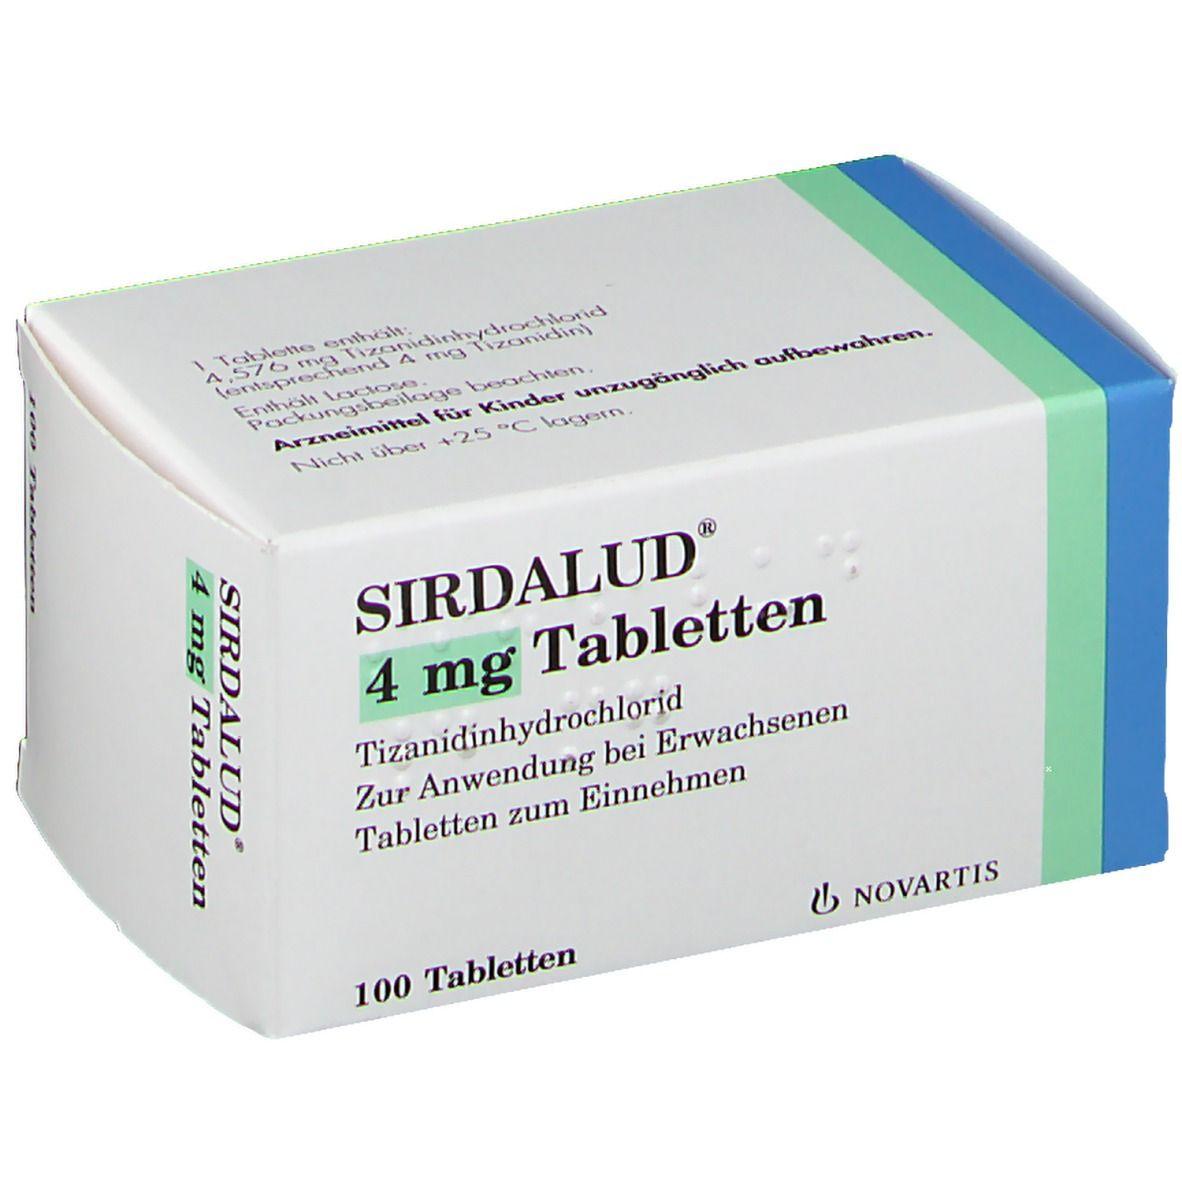 1 Tablette enthält:
4,576 mg Tizanidinhydrochlorid
(entsprechend 4 mg Tizanidin)
Enthält Lactose.
Packungsbeilage beachten.
Arzneimittel für Kinder unzugänglich aufbewahren.
Nicht über +25 °C lagern.
100 Tabletten
SIRDALUD®
4 mg Tabletten
SIRDALUD®
4 mg Tabletten
Tizanidinhydrochlorid
Zur Anwendung bei Erwachsenen
Tabletten zum Einnehmen
NOVARTIS
100 Tabletten